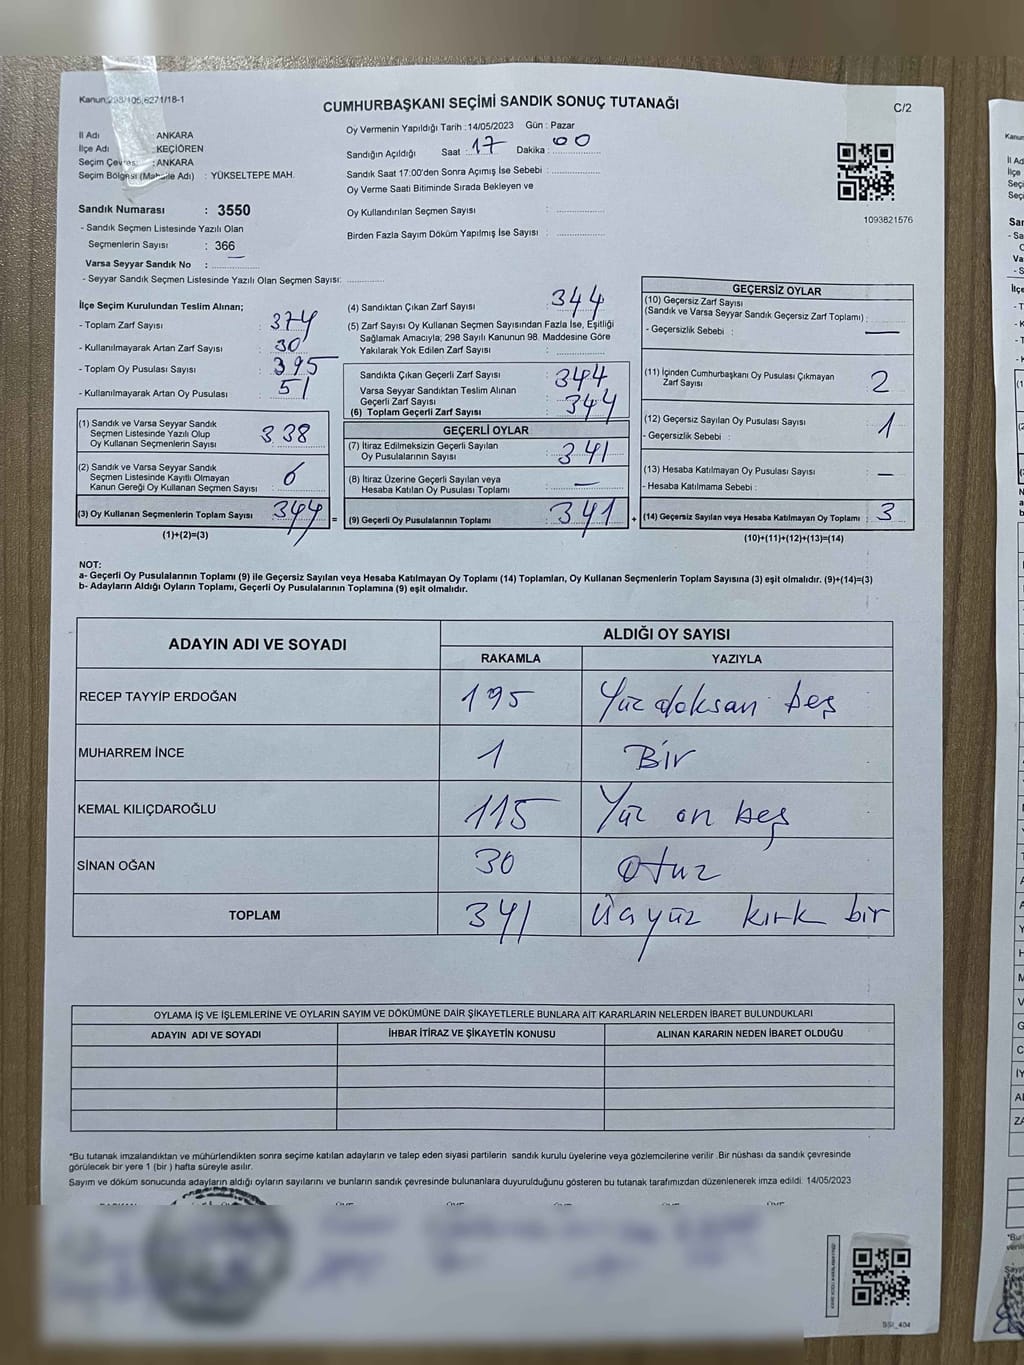 Kanun:298/105,6271/18-1
CUMHURBAŞKANI SEÇİMİ SANDIK SONUÇ TUTANAĞI
C/2
İl Adı : ANKARA
İlçe Adı : KEÇİÖREN
Seçim Çevresi : ANKARA
Seçim Bölgesi (Mahalle Adı) : YÜKSELTEPE MAH.
Sandık Numarası : 3550
- Sandık Seçmen Listesinde Yazılı Olan
Seçmenlerin Sayısı : 366
Varsa Seyyar Sandık No :
- Seyyar Sandık Seçmen Listesinde Yazılı Olan Seçmen Sayısı:
Oy Vermenin Yapıldığı Tarih :14/05/2023 Gün : Pazar
Sandığın Açıldığı Saat : 17 Dakika : 00
Sandık Saat 17.00'den Sonra Açımış İse Sebebi :
Oy Verme Saati Bitiminde Sırada Bekleyen ve
Oy Kullandırılan Seçmen Sayısı :
Birden Fazla Sayım Döküm Yapılmış İse Sayısı :
1093821576
İlçe Seçim Kurulundan Teslim Alınan;
- Toplam Zarf Sayısı : 374
- Kullanılmayarak Artan Zarf Sayısı : 30
- Toplam Oy Pusulası Sayısı : 395
- Kullanılmayarak Artan Oy Pusulası : 51
(1) Sandık ve Varsa Seyyar Sandık
Seçmen Listesinde Yazılı Olup
Oy Kullanan Seçmenlerin Sayısı : 338
(2) Sandık ve Varsa Seyyar Sandık
Seçmen Listesinde Kayıtlı Olmayan
Kanun Gereği Oy Kullanan Seçmen Sayısı : 6
(3) Oy Kullanan Seçmenlerin Toplam Sayısı : 344
(1)+(2)=(3)
(4) Sandıktan Çıkan Zarf Sayısı : 344
(5) Zarf Sayısı Oy Kullanan Seçmen Sayısından Fazla İse, Eşitliği
Sağlamak Amacıyla; 298 Sayılı Kanunun 98. Maddesine Göre
Yakılarak Yok Edilen Zarf Sayısı :
Sandıkta Çıkan Geçerli Zarf Sayısı : 344
Varsa Seyyar Sandıktan Teslim Alınan
Geçerli Zarf Sayısı :
(6) Toplam Geçerli Zarf Sayısı : 344
GEÇERLİ OYLAR
(7) İtiraz Edilmeksizin Geçerli Sayılan
Oy Pusulalarının Sayısı : 341
(8) İtiraz Üzerine Geçerli Sayılan veya
Hesaba Katılan Oy Pusulası Toplamı : —
= (9) Geçerli Oy Pusulalarının Toplamı : 341
GEÇERSİZ OYLAR
(10) Geçersiz Zarf Sayısı
(Sandık ve Varsa Seyyar Sandık Geçersiz Zarf Toplamı) :
- Geçersizlik Sebebi : —
(11) İçinden Cumhurbaşkanı Oy Pusulası Çıkmayan
Zarf Sayısı : 2
(12) Geçersiz Sayılan Oy Pusulası Sayısı : 1
- Geçersizlik Sebebi :
(13) Hesaba Katılmayan Oy Pusulası Sayısı : —
- Hesaba Katılmama Sebebi :
+ (14) Geçersiz Sayılan veya Hesaba Katılmayan Oy Toplamı : 3
(10)+(11)+(12)+(13)=(14)
NOT:
a- Geçerli Oy Pusulalarının Toplamı (9) ile Geçersiz Sayılan veya Hesaba Katılmayan Oy Toplamı (14) Toplamları, Oy Kullanan Seçmenlerin Toplam Sayısına (3) eşit olmalıdır. (9)+(14)=(3)
b- Adayların Aldığı Oyların Toplamı, Geçerli Oy Pusulalarının Toplamına (9) eşit olmalıdır.
ADAYIN ADI VE SOYADI
ALDIĞI OY SAYISI
RAKAMLA YAZIYLA
RECEP TAYYİP ERDOĞAN 195 Yüz doksan beş
MUHARREM İNCE 1 Bir
KEMAL KILIÇDAROĞLU 115 Yüz on beş
SİNAN OĞAN 30 Otuz
TOPLAM 341 Üçyüz kırk bir
OYLAMA İŞ VE İŞLEMLERİNE VE OYLARIN SAYIM VE DÖKÜMÜNE DAİR ŞİKAYETLERLE BUNLARA AİT KARARLARIN NELERDEN İBARET BULUNDUKLARI
ADAYIN ADI VE SOYADI İHBAR İTİRAZ VE ŞİKAYETİN KONUSU ALINAN KARARIN NEDEN İBARET OLDUĞU
*Bu tutanak imzalandıktan ve mühürlendikten sonra seçime katılan adayların ve talep eden siyasi partilerin sandık kurulu üyelerine veya gözlemcilerine verilir .Bir nüshası da sandık çevresinde
görülecek bir yere 1 (bir ) hafta süreyle asılır.
Sayım ve döküm sonucunda adayların aldığı oyların sayılarını ve bunların sandık çevresinde bulunanlara duyurulduğunu gösteren bu tutanak tarafımızdan düzenlenerek imza edildi. 14/05/2023
BSI_404